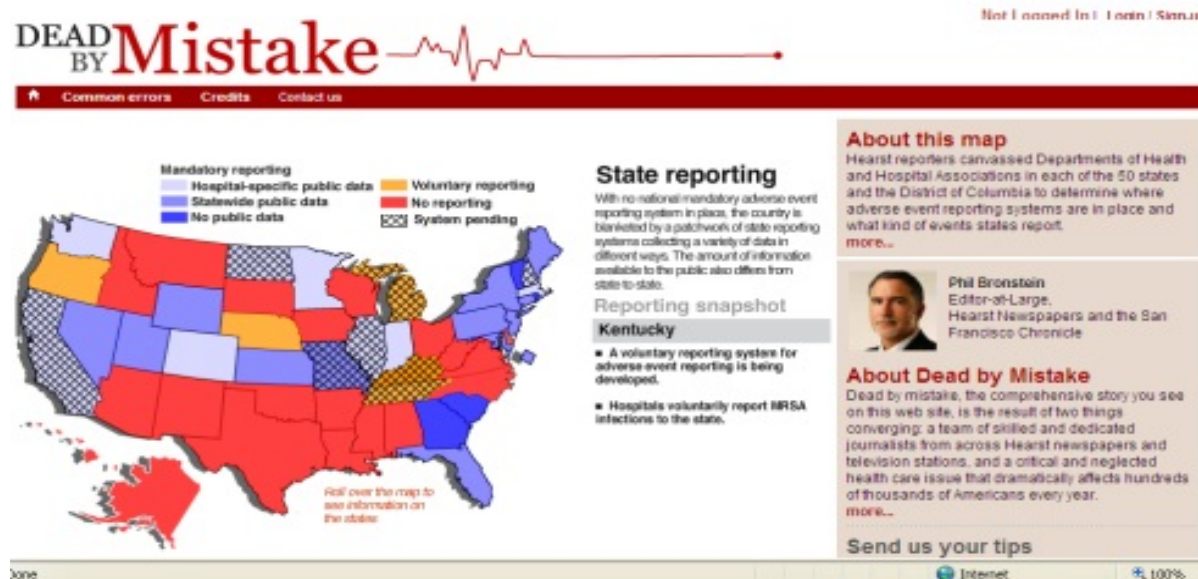 Not Logged In | Login | Sign-u
DEAD
BY Mistake
Common errors Credits Contact us
Mandatory reporting
Hospital-specific public data
Statewide public data
No public data
Voluntary reporting
No reporting
System pending
Roll over the map to
see information on
the states
State reporting
With no national mandatory adverse event
reporting system in place, the country is
blanketed by a patchwork of state reporting
systems collecting a variety of data in
different ways. The amount of information
available to the public also differs from
state to state.
Reporting snapshot
Kentucky
■ A voluntary reporting system for
adverse event reporting is being
developed.
■ Hospitals voluntarily report MRSA
infections to the state.
About this map
Hearst reporters canvassed Departments of Health
and Hospital Associations in each of the 50 states
and the District of Columbia to determine where
adverse event reporting systems are in place and
what kind of events states report.
more...
Phil Bronstein
Editor-at-Large,
Hearst Newspapers and the San
Francisco Chronicle
About Dead by Mistake
Dead by mistake, the comprehensive story you see
on this web site, is the result of two things
converging: a team of skilled and dedicated
journalists from across Hearst newspapers and
television stations, and a critical and neglected
health care issue that dramatically affects hundreds
of thousands of Americans every year.
more...
Send us your tips
Done
Internet
100%